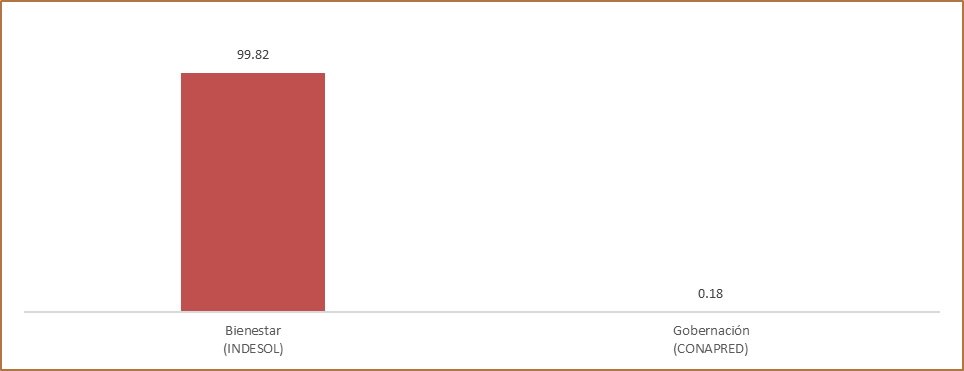 99.82
0.18
Bienestar
(INDESOL)
Gobernación
(CONAPRED)